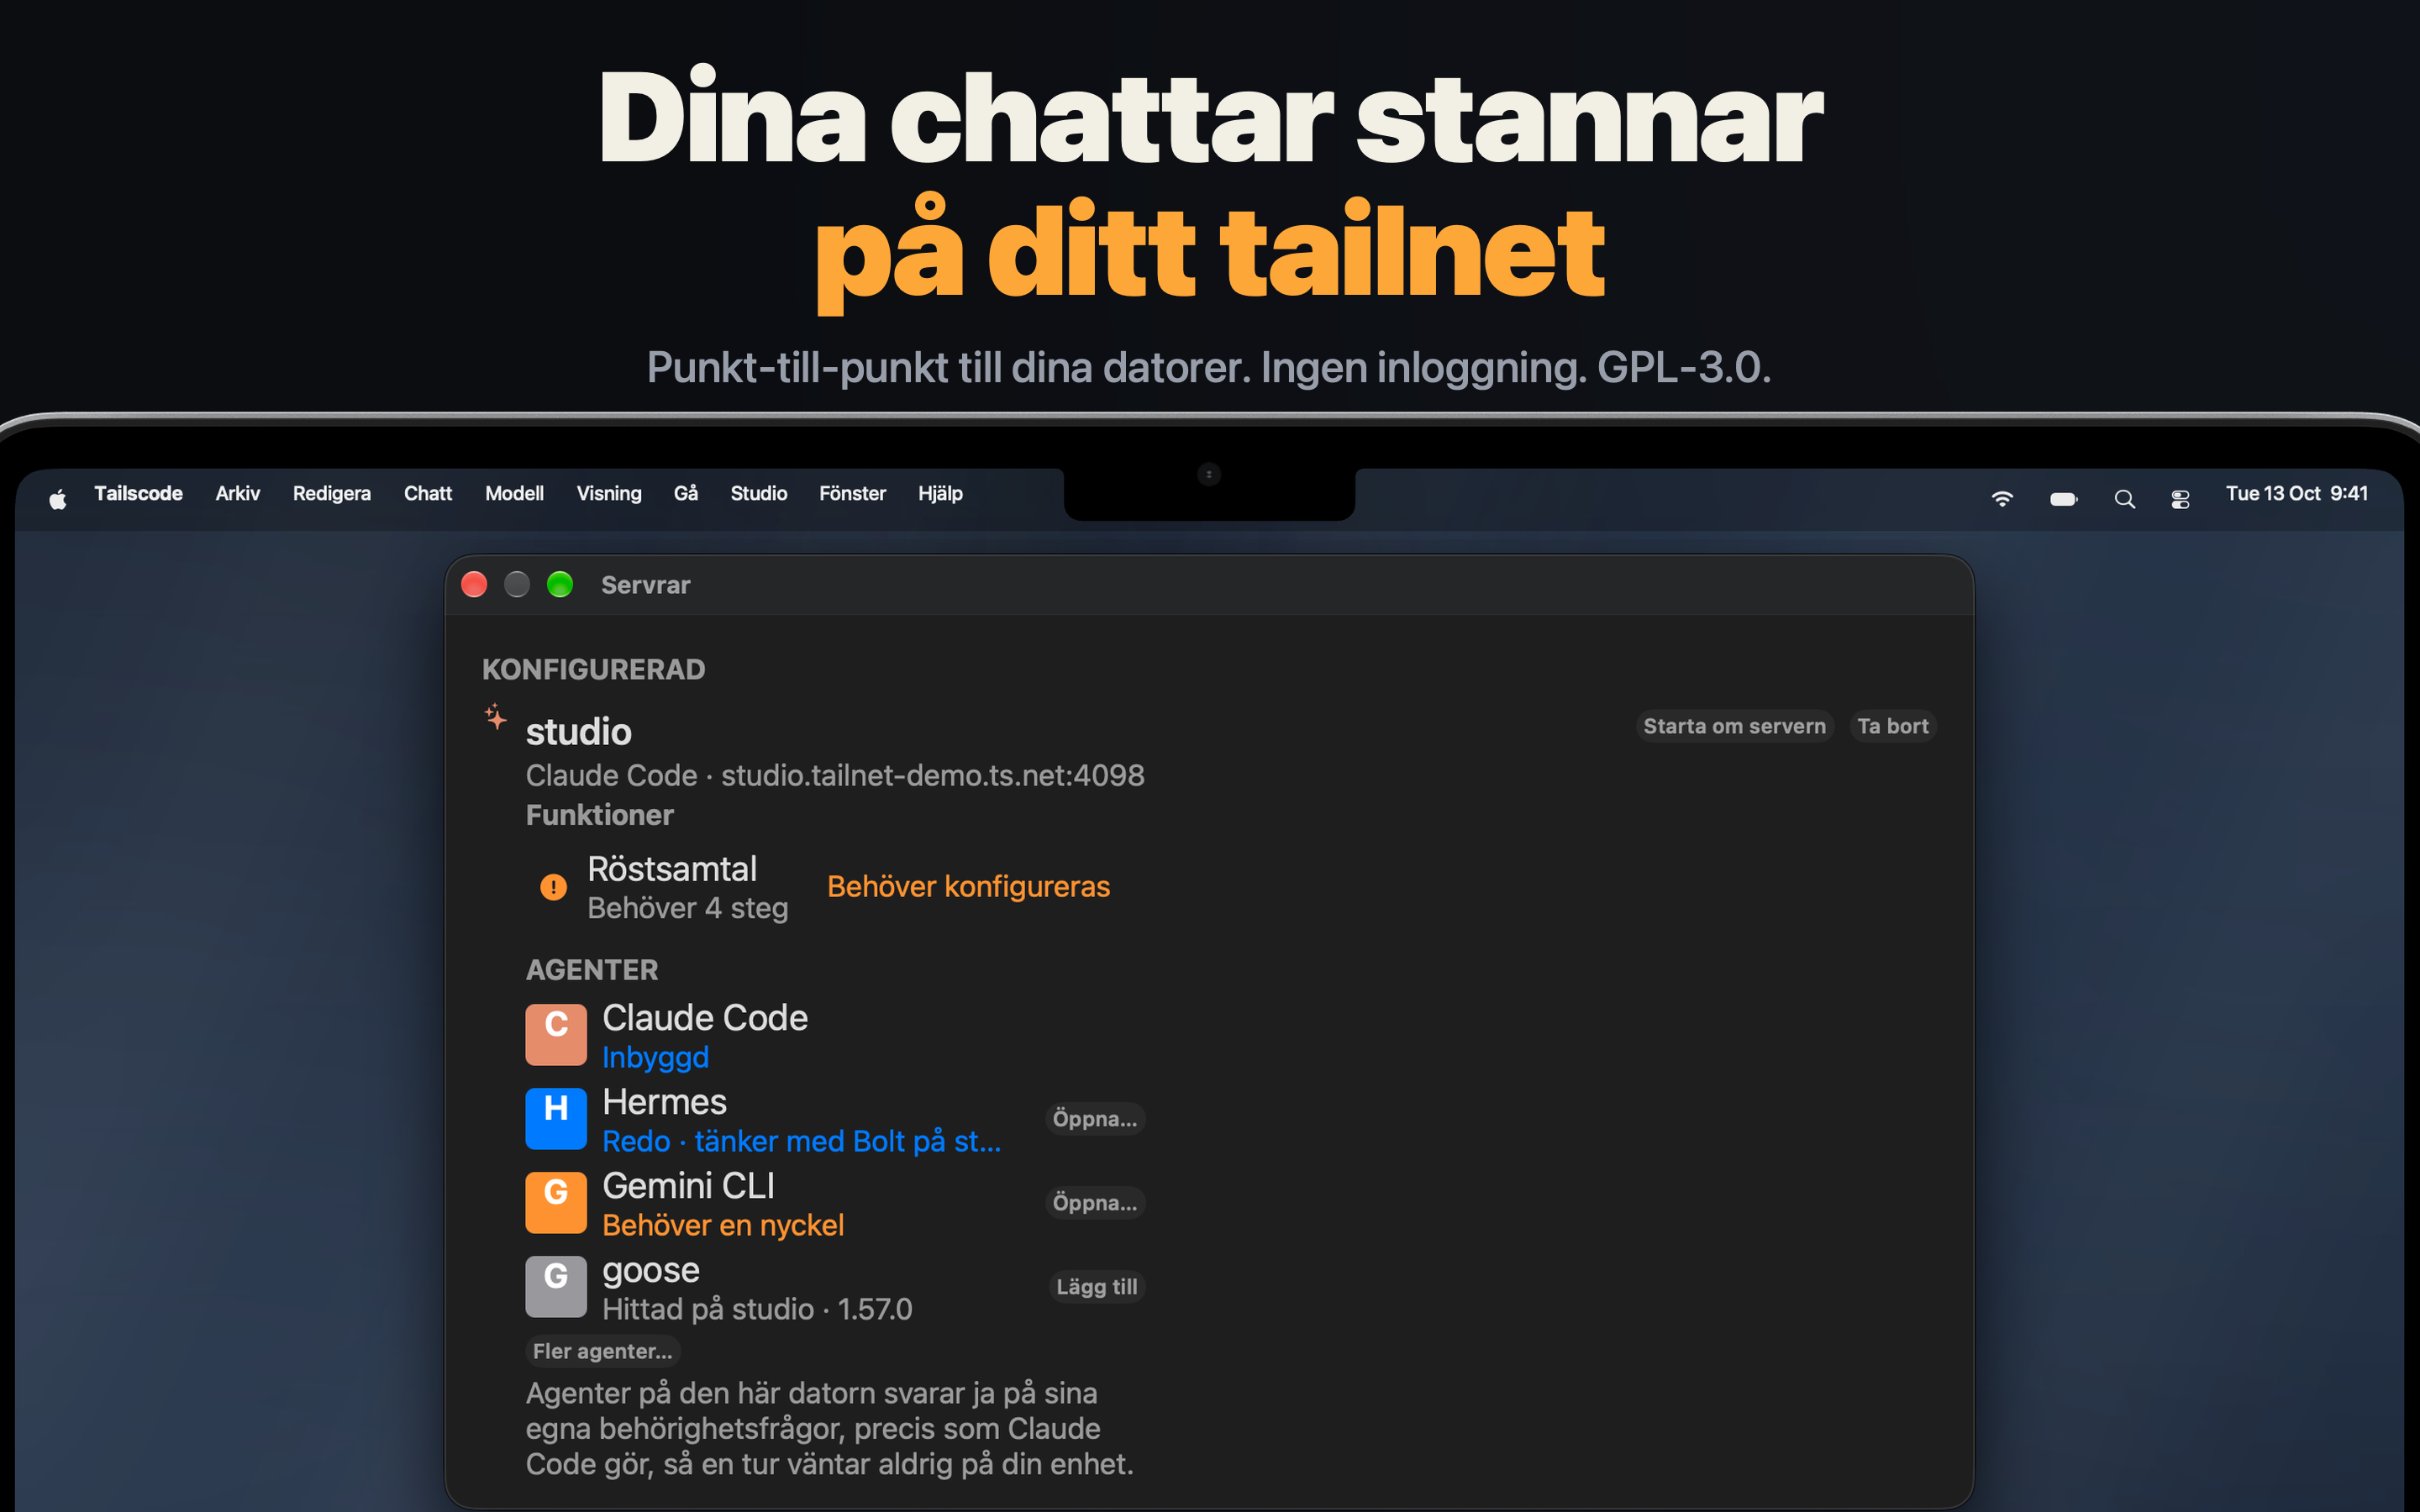 Dina chattar stannar
på ditt tailnet
Punkt-till-punkt till dina datorer. Ingen inloggning. GPL-3.0.
Tailscode Arkiv Redigera Chatt Modell Visning Gå Studio Fönster Hjälp Tue 13 Oct 9:41
Servrar
KONFIGURERAD
studio Starta om servern Ta bort
Claude Code · studio.tailnet-demo.ts.net:4098
Funktioner
Röstsamtal
Behöver 4 steg
Behöver konfigureras
AGENTER
C Claude Code
Inbyggd
H Hermes
Redo · tänker med Bolt på st...
Öppna...
G Gemini CLI
Behöver en nyckel
Öppna...
G goose
Hittad på studio · 1.57.0
Lägg till
Fler agenter...
Agenter på den här datorn svarar ja på sina
egna behörighetsfrågor, precis som Claude
Code gör, så en tur väntar aldrig på din enhet.